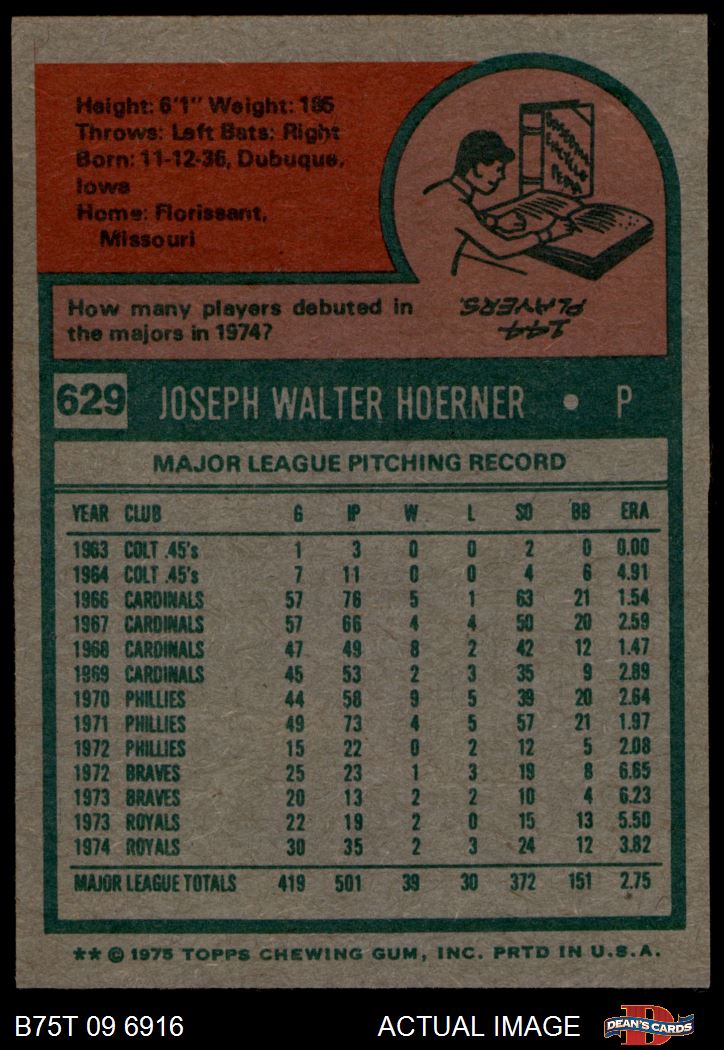 Height: 6'1" Weight: 185
Throws: Left Bats: Right
Born: 11-12-36, Dubuque,
Iowa
Home: Florissant,
Missouri
How many players debuted in
the majors in 1974?
144
PLAYERS.
629 JOSEPH WALTER HOERNER • P
MAJOR LEAGUE PITCHING RECORD
YEAR CLUB G IP W L SO BB ERA
1963 COLT .45's 1 3 0 0 2 0 0.00
1964 COLT .45's 7 11 0 0 4 6 4.91
1966 CARDINALS 57 76 5 1 63 21 1.54
1967 CARDINALS 57 66 4 4 50 20 2.59
1968 CARDINALS 47 49 8 2 42 12 1.47
1969 CARDINALS 45 53 2 3 35 9 2.89
1970 PHILLIES 44 58 9 5 39 20 2.64
1971 PHILLIES 49 73 4 5 57 21 1.97
1972 PHILLIES 15 22 0 2 12 5 2.08
1972 BRAVES 25 23 1 3 19 8 6.65
1973 BRAVES 20 13 2 2 10 4 6.23
1973 ROYALS 22 19 2 0 15 13 5.50
1974 ROYALS 30 35 2 3 24 12 3.82
MAJOR LEAGUE TOTALS 419 501 39 30 372 151 2.75
** © 1975 TOPPS CHEWING GUM, INC. PRTD IN U.S.A.
B75T 09 6916 ACTUAL IMAGE DEAN'S CARDS